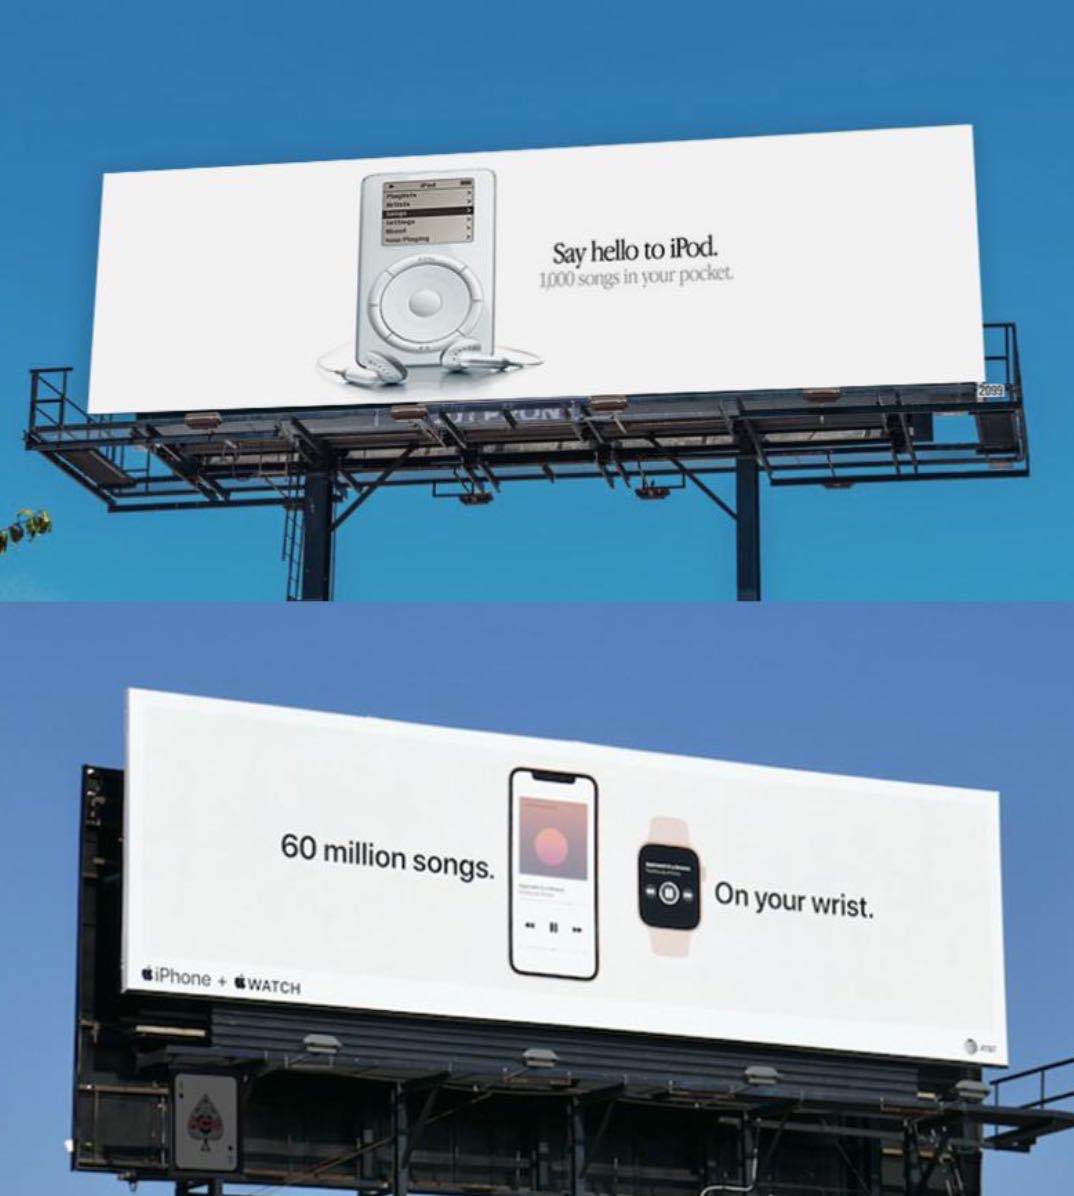 iPod
Playlists
Artists
Songs
Settings
About
Now Playing
Say hello to iPod.
1,000 songs in your pocket.
2099
60 million songs.
On your wrist.
iPhone + WATCH
AT&T